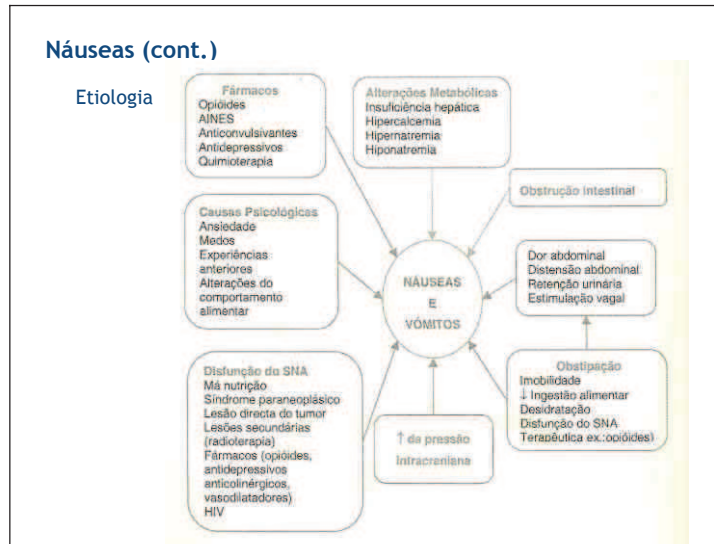 Náuseas (cont.)
Etiologia
Fármacos
Opióides
AINES
Anticonvulsivantes
Antidepressivos
Quimioterapia
Alterações Metabólicas
Insuficiência hepática
Hipercalcemia
Hipernatremia
Hiponatremia
Obstrução Intestinal
Causas Psicológicas
Ansiedade
Medos
Experiências
anteriores
Alterações do
comportamento
alimentar
NÁUSEAS
E
VÓMITOS
Dor abdominal
Distensão abdominal
Retenção urinária
Estimulação vagal
Disfunção do SNA
Má nutrição
Síndrome paraneoplásico
Lesão directa do tumor
Lesões secundárias
(radioterapia)
Fármacos (opióides,
antidepressivos
anticolinérgicos,
vasodilatadores)
HIV
↑ da pressão
Intracraniana
Obstipação
Imobilidade
↓ Ingestão alimentar
Desidratação
Disfunção do SNA
Terapêutica ex.:opióides)